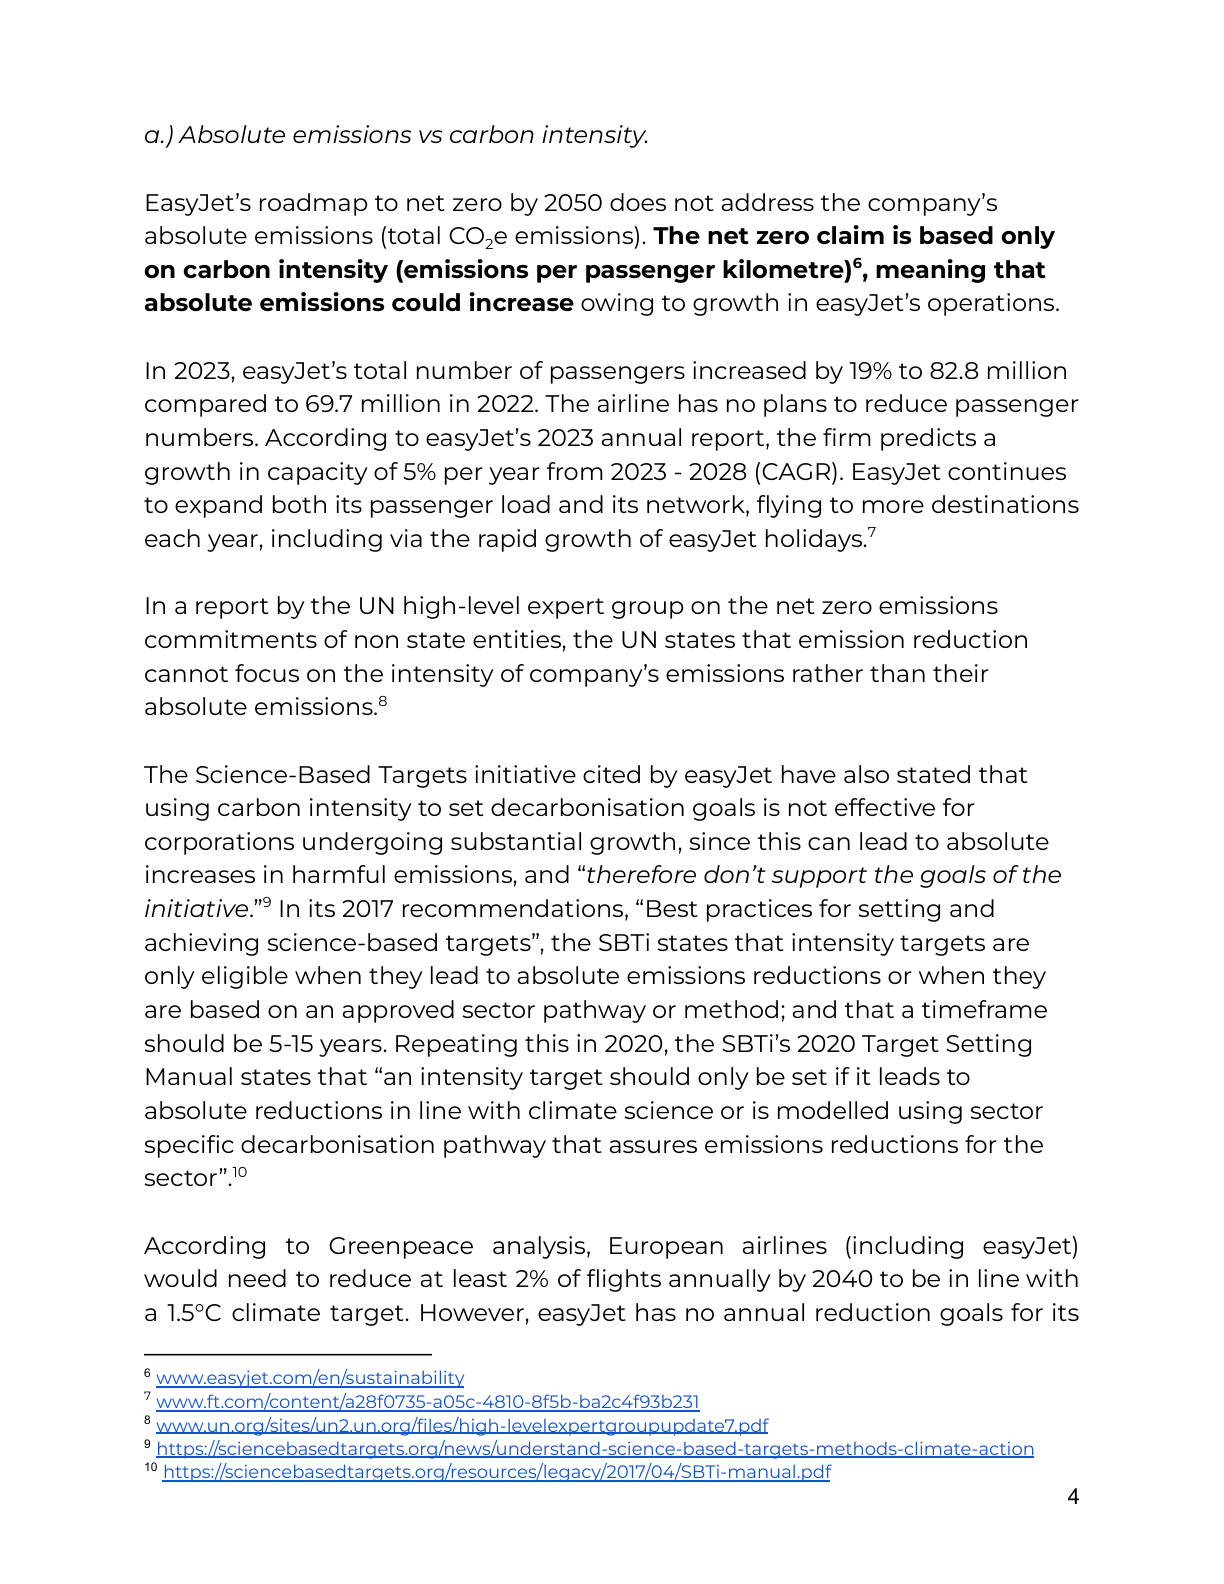 a.) Absolute emissions vs carbon intensity.
EasyJet’s roadmap to net zero by 2050 does not address the company’s
absolute emissions (total CO₂e emissions). The net zero claim is based only
on carbon intensity (emissions per passenger kilometre)⁶, meaning that
absolute emissions could increase owing to growth in easyJet’s operations.
In 2023, easyJet’s total number of passengers increased by 19% to 82.8 million
compared to 69.7 million in 2022. The airline has no plans to reduce passenger
numbers. According to easyJet’s 2023 annual report, the firm predicts a
growth in capacity of 5% per year from 2023 - 2028 (CAGR). EasyJet continues
to expand both its passenger load and its network, flying to more destinations
each year, including via the rapid growth of easyJet holidays.⁷
In a report by the UN high-level expert group on the net zero emissions
commitments of non state entities, the UN states that emission reduction
cannot focus on the intensity of company’s emissions rather than their
absolute emissions.⁸
The Science-Based Targets initiative cited by easyJet have also stated that
using carbon intensity to set decarbonisation goals is not effective for
corporations undergoing substantial growth, since this can lead to absolute
increases in harmful emissions, and “therefore don’t support the goals of the
initiative.”⁹ In its 2017 recommendations, “Best practices for setting and
achieving science-based targets”, the SBTi states that intensity targets are
only eligible when they lead to absolute emissions reductions or when they
are based on an approved sector pathway or method; and that a timeframe
should be 5-15 years. Repeating this in 2020, the SBTi’s 2020 Target Setting
Manual states that “an intensity target should only be set if it leads to
absolute reductions in line with climate science or is modelled using sector
specific decarbonisation pathway that assures emissions reductions for the
sector”.¹⁰
According to Greenpeace analysis, European airlines (including easyJet)
would need to reduce at least 2% of flights annually by 2040 to be in line with
a 1.5°C climate target. However, easyJet has no annual reduction goals for its
⁶ www.easyjet.com/en/sustainability
⁷ www.ft.com/content/a28f0735-a05c-4810-8f5b-ba2c4f93b231
⁸ www.un.org/sites/un2.un.org/files/high-levelexpertgroupupdate7.pdf
⁹ https://sciencebasedtargets.org/news/understand-science-based-targets-methods-climate-action
¹⁰ https://sciencebasedtargets.org/resources/legacy/2017/04/SBTi-manual.pdf
4